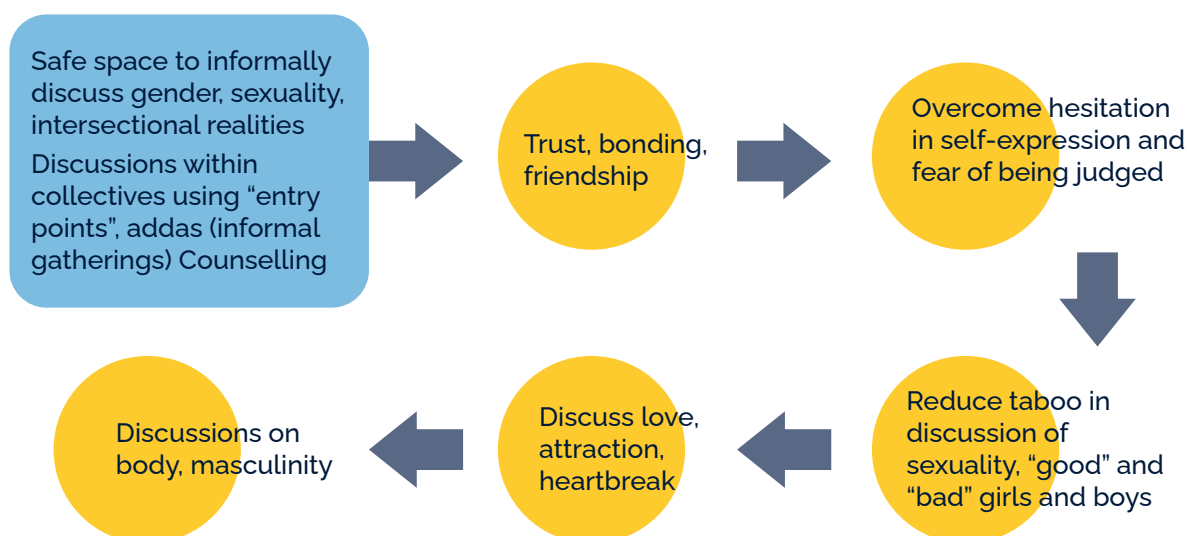 Safe space to informally
discuss gender, sexuality,
intersectional realities
Discussions within
collectives using “entry
points”, addas (informal
gatherings) Counselling
Trust, bonding,
friendship
Overcome hesitation
in self-expression and
fear of being judged
Reduce taboo in
discussion of
sexuality, “good” and
“bad” girls and boys
Discuss love,
attraction,
heartbreak
Discussions on
body, masculinity